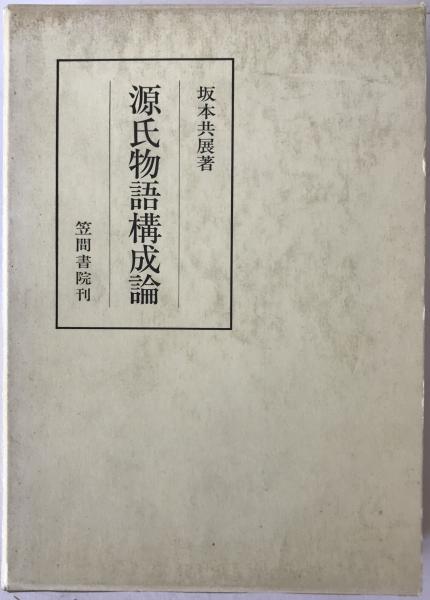 坂本共展著
源氏物語構成論
笠間書院刊